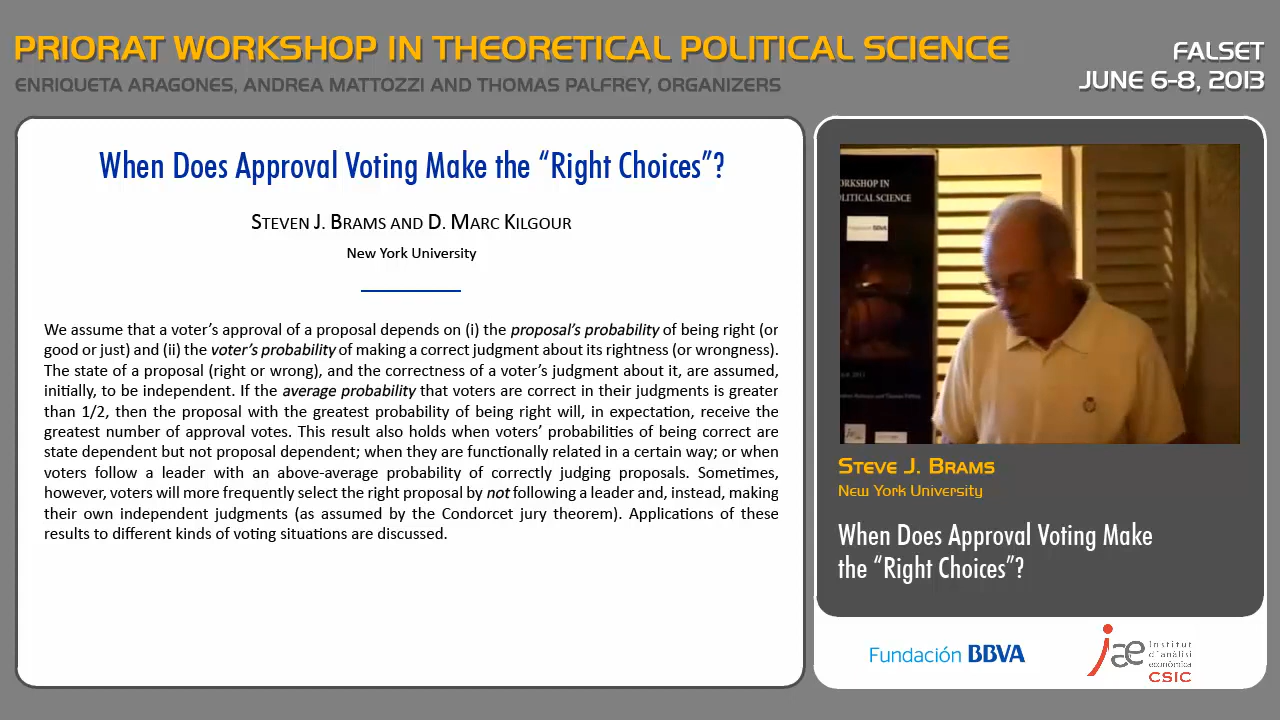 PRIORAT WORKSHOP IN THEORETICAL POLITICAL SCIENCE
ENRIQUETA ARAGONES, ANDREA MATTOZZI AND THOMAS PALFREY, ORGANIZERS
FALSET
JUNE 6-8, 2013
When Does Approval Voting Make the “Right Choices”?
STEVEN J. BRAMS AND D. MARC KILGOUR
New York University
We assume that a voter’s approval of a proposal depends on (i) the proposal’s probability of being right (or
good or just) and (ii) the voter’s probability of making a correct judgment about its rightness (or wrongness).
The state of a proposal (right or wrong), and the correctness of a voter’s judgment about it, are assumed,
initially, to be independent. If the average probability that voters are correct in their judgments is greater
than 1/2, then the proposal with the greatest probability of being right will, in expectation, receive the
greatest number of approval votes. This result also holds when voters’ probabilities of being correct are
state dependent but not proposal dependent; when they are functionally related in a certain way; or when
voters follow a leader with an above-average probability of correctly judging proposals. Sometimes,
however, voters will more frequently select the right proposal by not following a leader and, instead, making
their own independent judgments (as assumed by the Condorcet jury theorem). Applications of these
results to different kinds of voting situations are discussed.
ORKSHOP IN
LITICAL SCIENCE
STEVE J. BRAMS
New York University
When Does Approval Voting Make
the “Right Choices”?
Fundación BBVA
iae
Institut
d'anàlisi
econòmica
CSIC